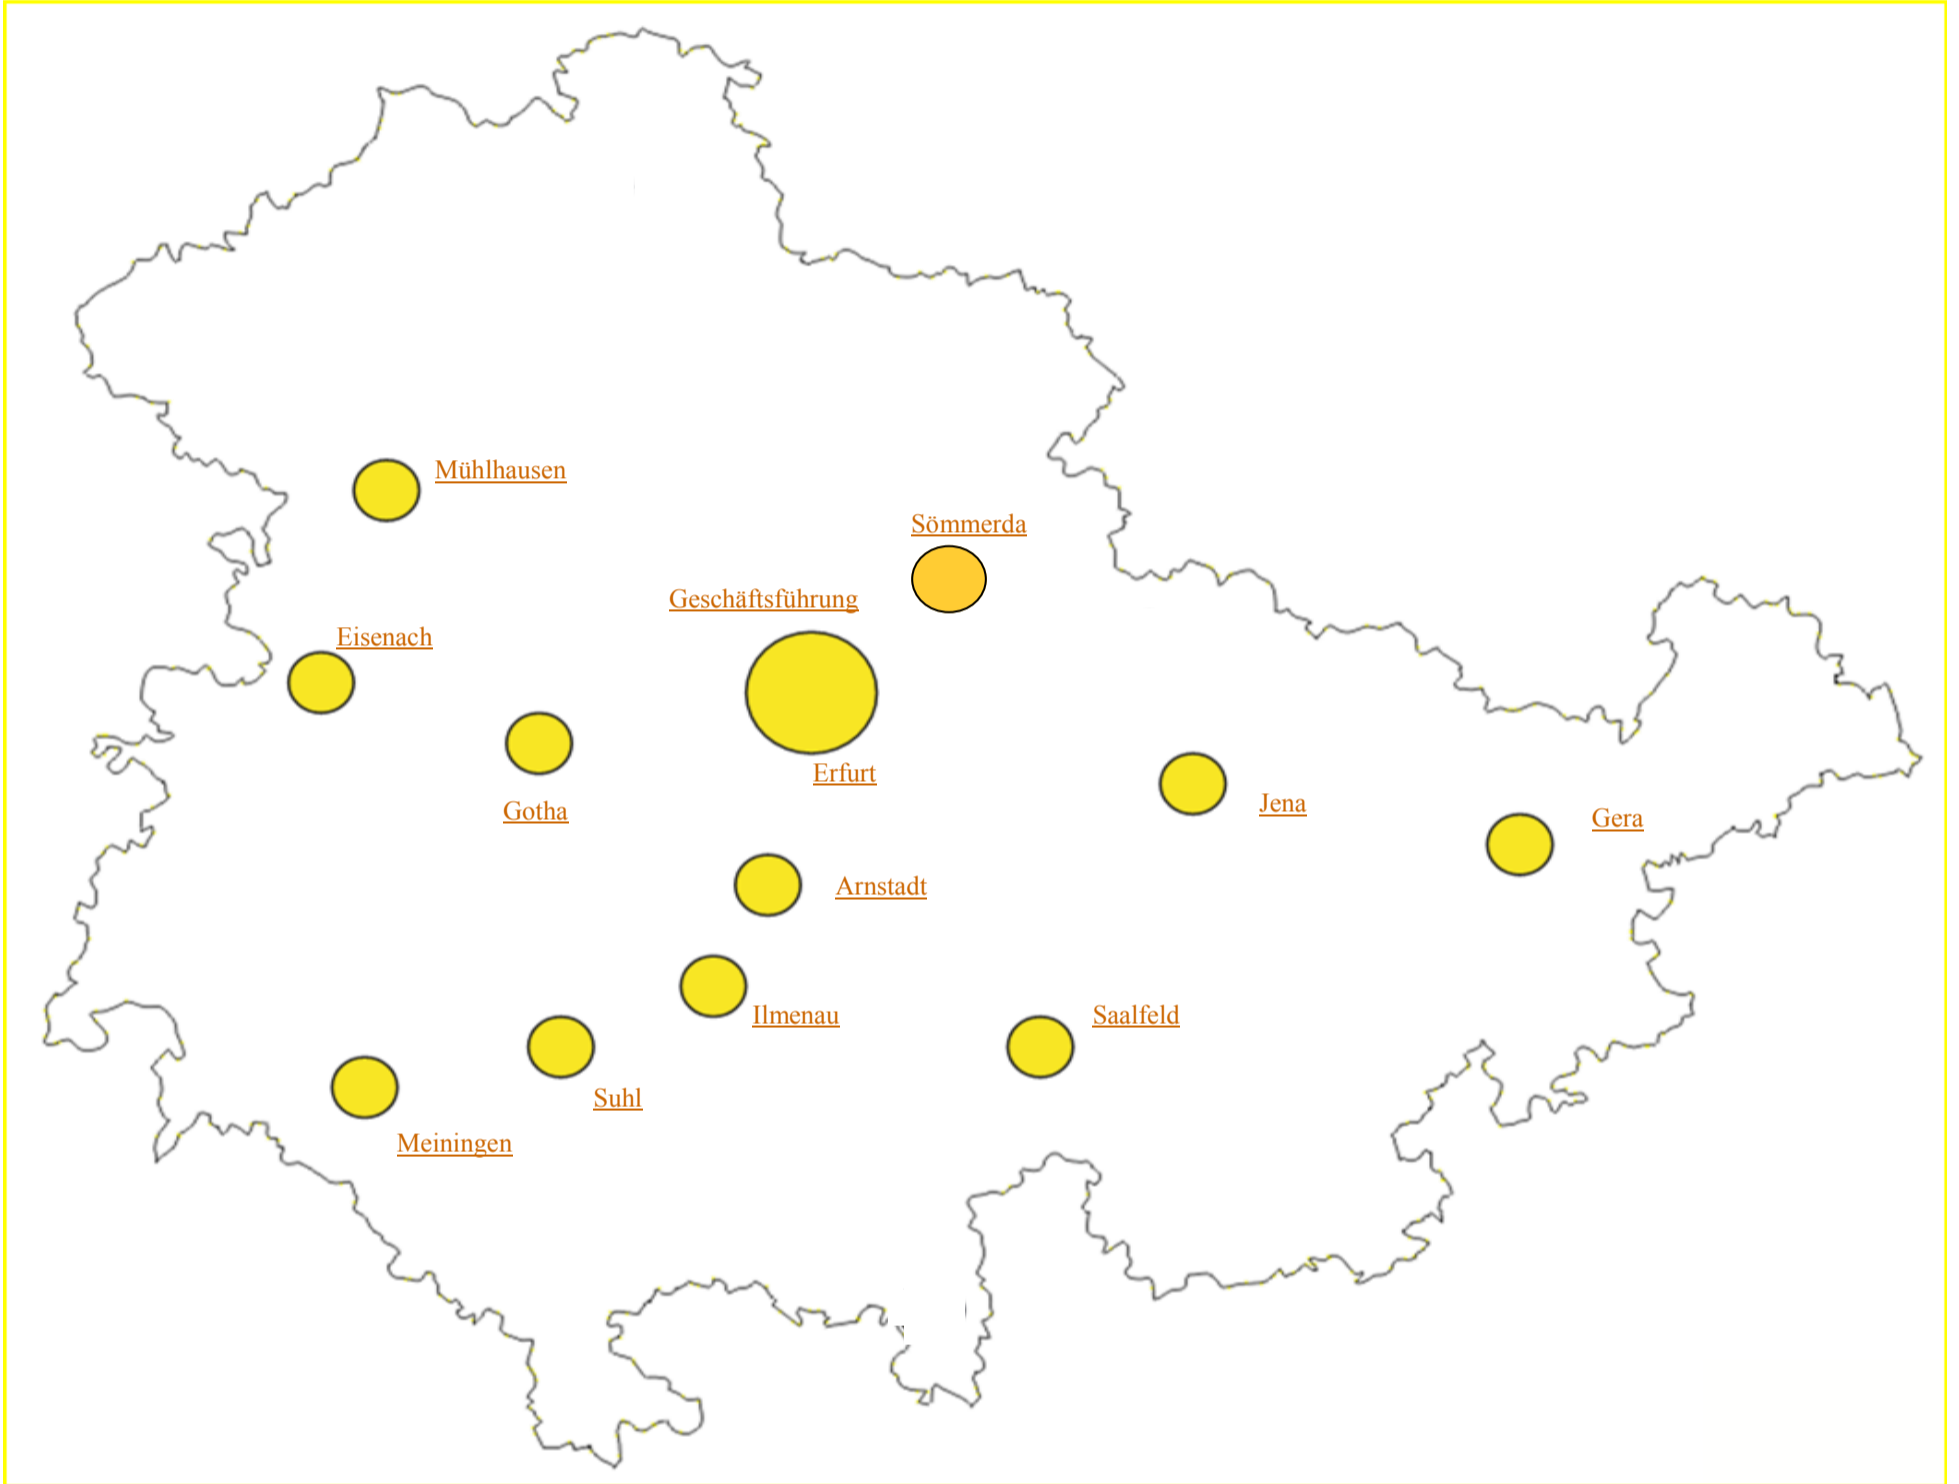 Mühlhausen
Sömmerda
Geschäftsführung
Eisenach
Erfurt
Gotha
Jena
Gera
Arnstadt
Ilmenau
Saalfeld
Suhl
Meiningen